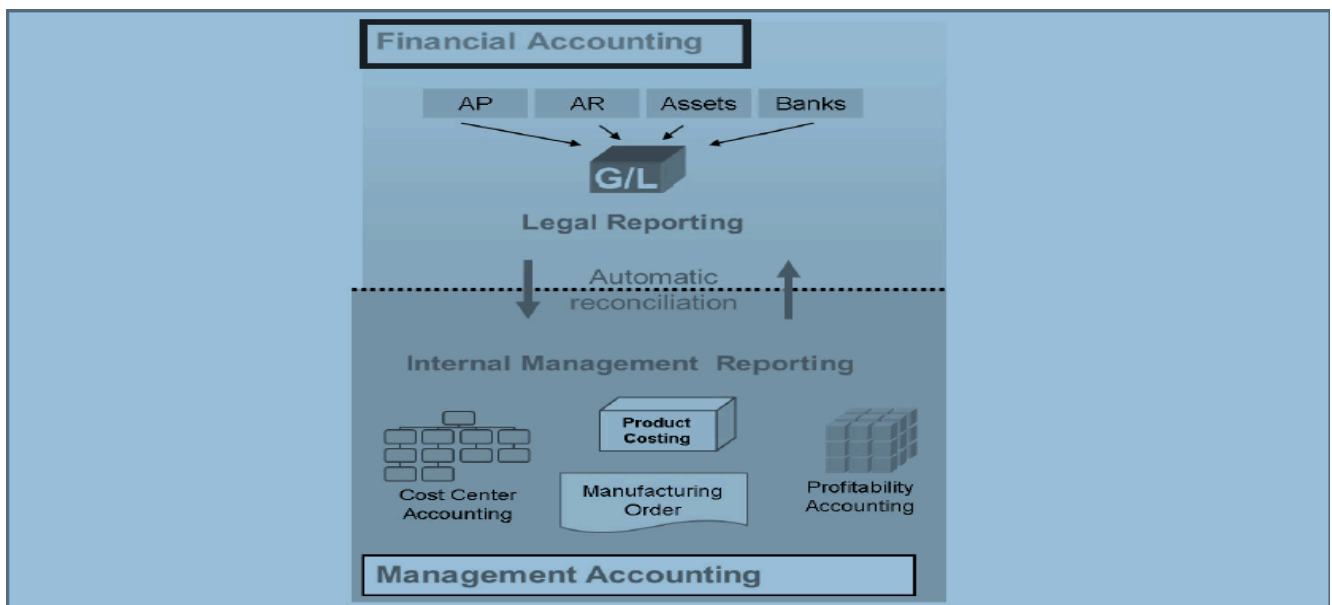 Financial Accounting
AP AR Assets Banks
G/L
Legal Reporting
Automatic
reconciliation
Internal Management Reporting
Product
Costing
Cost Center
Accounting
Manufacturing
Order
Profitability
Accounting
Management Accounting